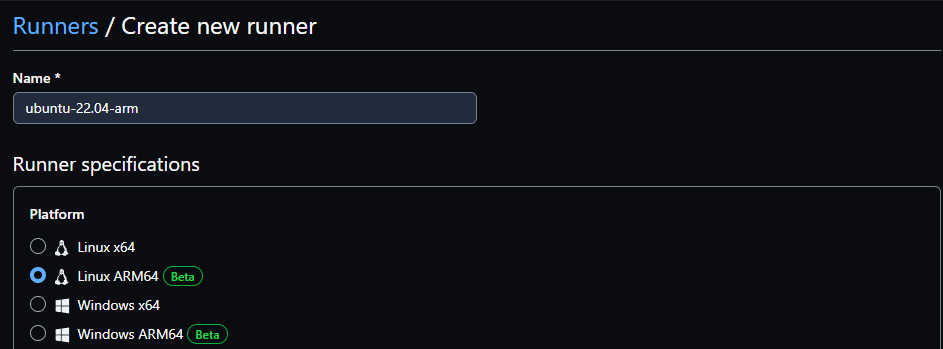 Runners / Create new runner
Name *
ubuntu-22.04-arm
Runner specifications
Platform
Linux x64
Linux ARM64 Beta
Windows x64
Windows ARM64 Beta